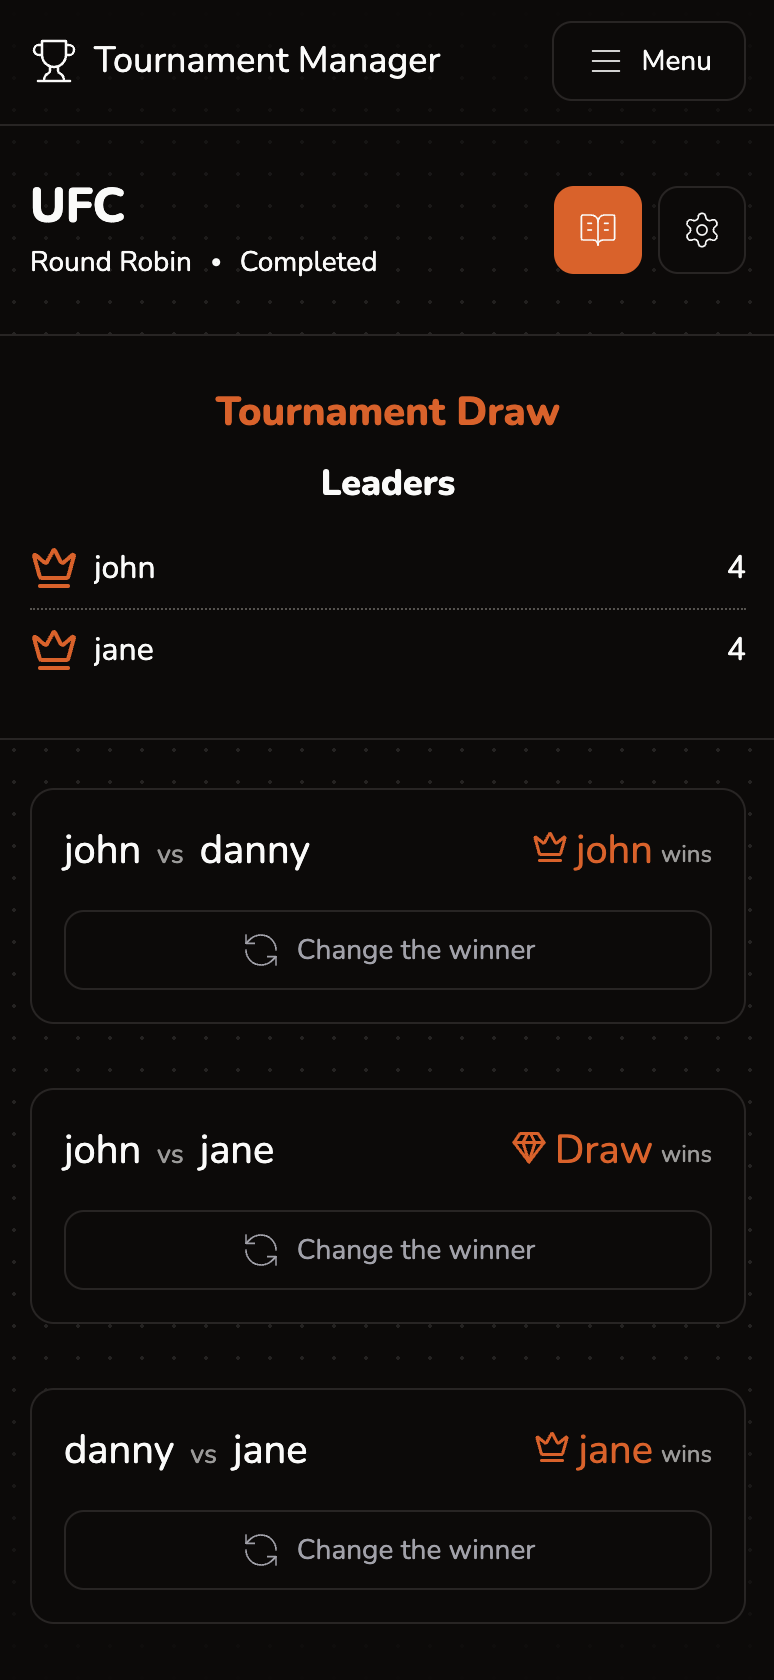 Tournament Manager
Menu
UFC
Round Robin • Completed
Tournament Draw
Leaders
john 4
jane 4
john vs danny john wins
Change the winner
john vs jane Draw wins
Change the winner
danny vs jane jane wins
Change the winner